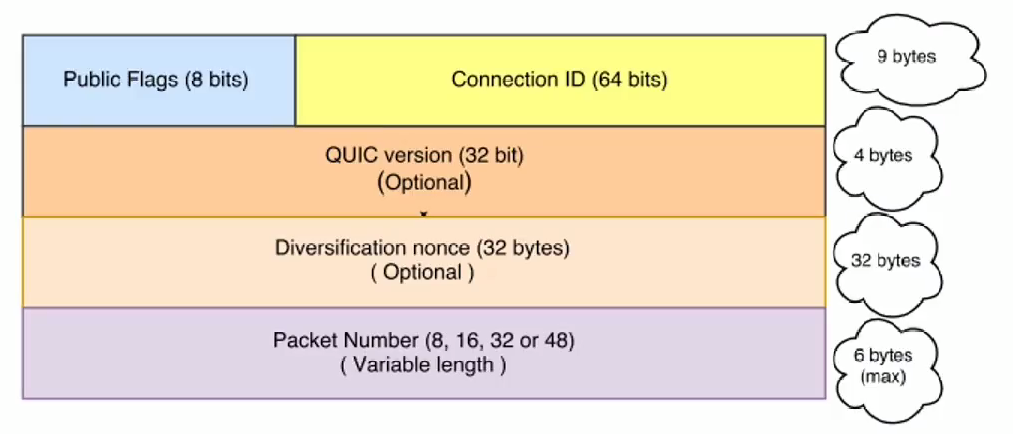 Public Flags (8 bits)
Connection ID (64 bits)
9 bytes
QUIC version (32 bit)
(Optional)
4 bytes
Diversification nonce (32 bytes)
( Optional )
32 bytes
Packet Number (8, 16, 32 or 48)
( Variable length )
6 bytes
(max)